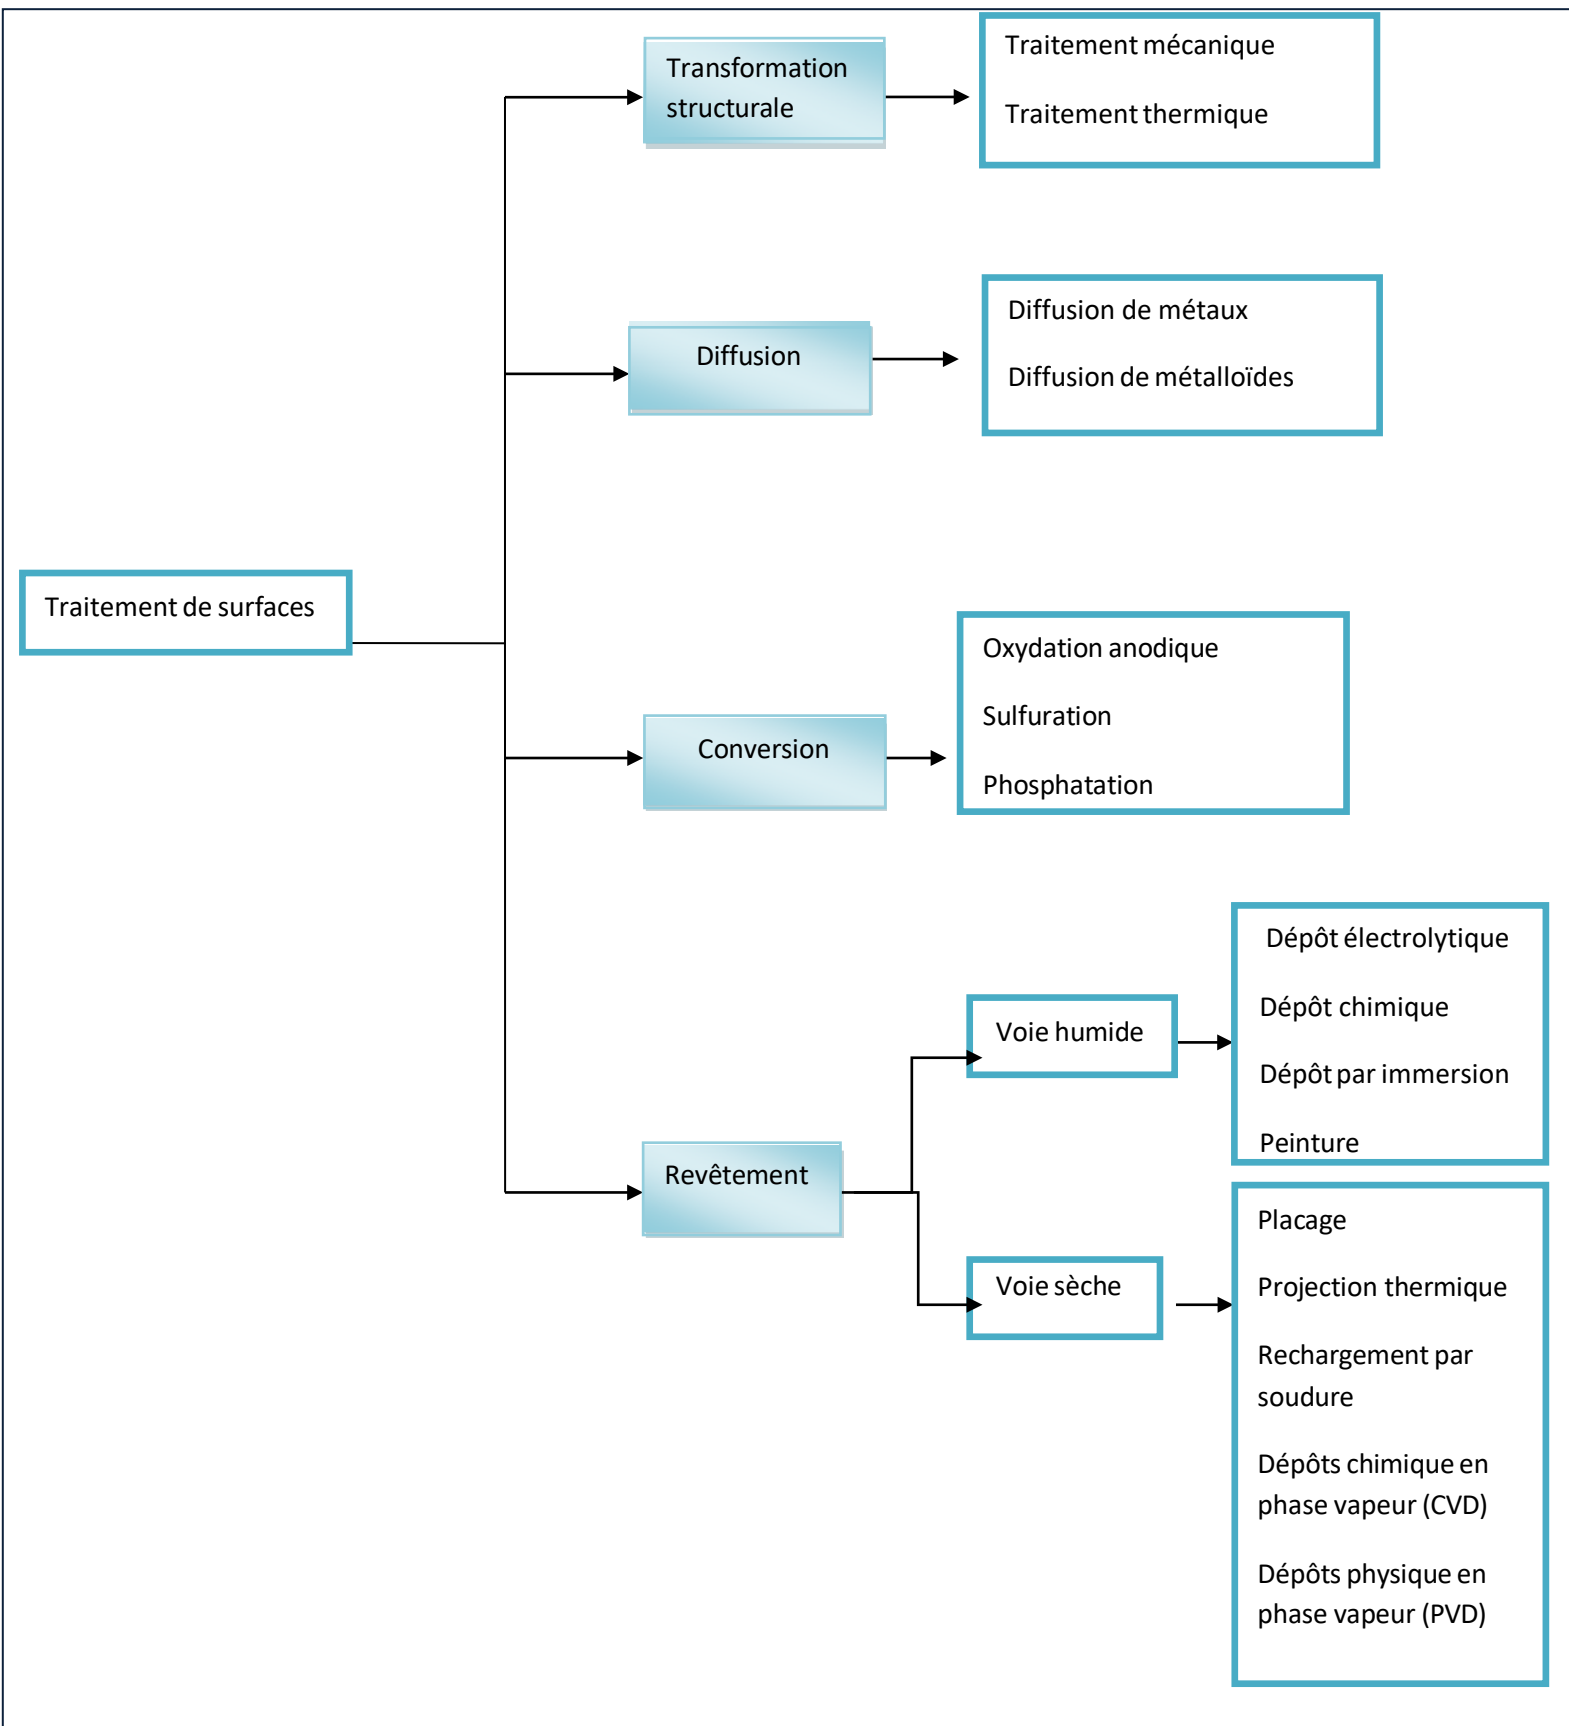 Transformation
structurale
Traitement mécanique
Traitement thermique
Diffusion
Diffusion de métaux
Diffusion de métalloïdes
Traitement de surfaces
Conversion
Oxydation anodique
Sulfuration
Phosphatation
Revêtement
Voie humide
Dépôt électrolytique
Dépôt chimique
Dépôt par immersion
Peinture
Voie sèche
Placage
Projection thermique
Rechargement par
soudure
Dépôts chimique en
phase vapeur (CVD)
Dépôts physique en
phase vapeur (PVD)